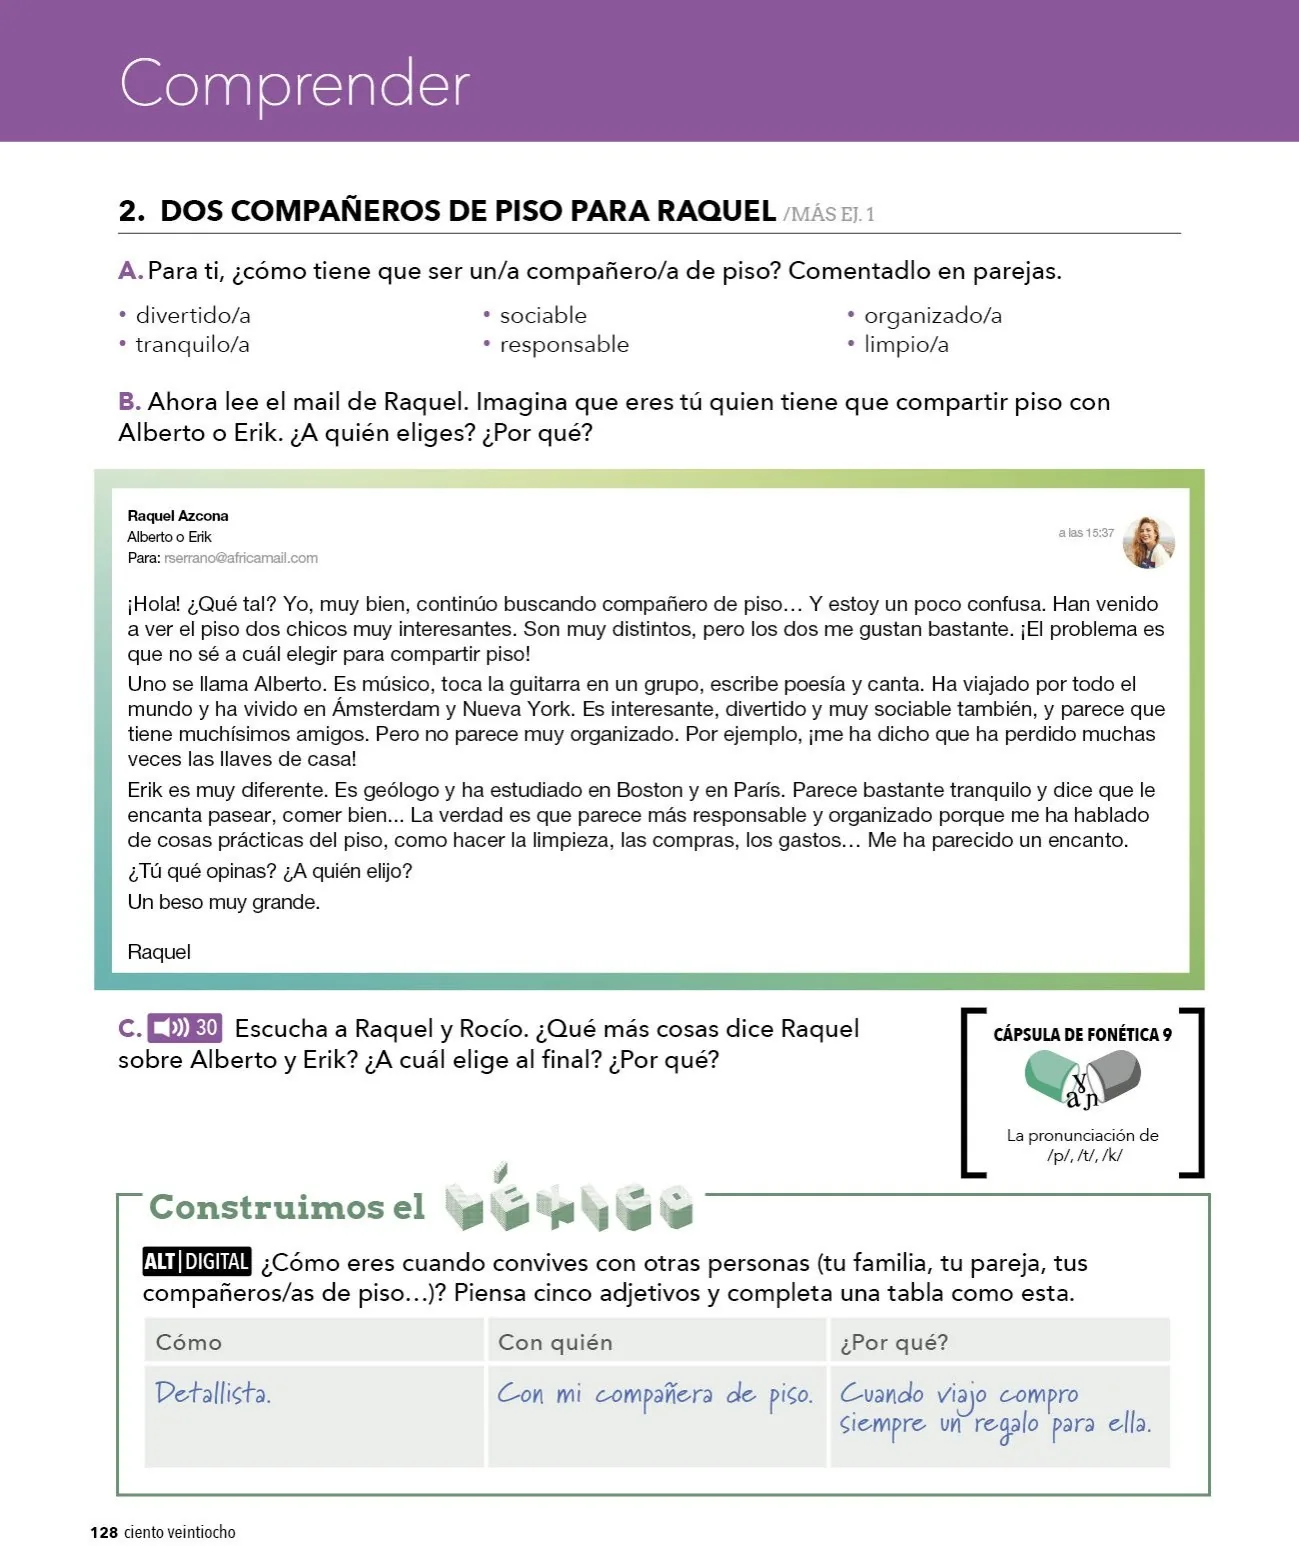 Comprender
2. DOS COMPAÑEROS DE PISO PARA RAQUEL /MÁS EJ. 1
A. Para ti, ¿cómo tiene que ser un/a compañero/a de piso? Comentadlo en parejas.
• divertido/a • sociable • organizado/a
• tranquilo/a • responsable • limpio/a
B. Ahora lee el mail de Raquel. Imagina que eres tú quien tiene que compartir piso con
Alberto o Erik. ¿A quién eliges? ¿Por qué?
Raquel Azcona
Alberto o Erik
a las 15:37
Para: rserrano@africamail.com
¡Hola! ¿Qué tal? Yo, muy bien, continúo buscando compañero de piso... Y estoy un poco confusa. Han venido
a ver el piso dos chicos muy interesantes. Son muy distintos, pero los dos me gustan bastante. ¡El problema es
que no sé a cuál elegir para compartir piso!
Uno se llama Alberto. Es músico, toca la guitarra en un grupo, escribe poesía y canta. Ha viajado por todo el
mundo y ha vivido en Ámsterdam y Nueva York. Es interesante, divertido y muy sociable también, y parece que
tiene muchísimos amigos. Pero no parece muy organizado. Por ejemplo, ¡me ha dicho que ha perdido muchas
veces las llaves de casa!
Erik es muy diferente. Es geólogo y ha estudiado en Boston y en París. Parece bastante tranquilo y dice que le
encanta pasear, comer bien... La verdad es que parece más responsable y organizado porque me ha hablado
de cosas prácticas del piso, como hacer la limpieza, las compras, los gastos... Me ha parecido un encanto.
¿Tú qué opinas? ¿A quién elijo?
Un beso muy grande.
Raquel
C. 30 Escucha a Raquel y Rocío. ¿Qué más cosas dice Raquel
sobre Alberto y Erik? ¿A cuál elige al final? ¿Por qué?
CÁPSULA DE FONÉTICA 9
ɣ
a ɲ
La pronunciación de
/p/, /t/, /k/
Construimos el LÉXICO
ALT|DIGITAL ¿Cómo eres cuando convives con otras personas (tu familia, tu pareja, tus
compañeros/as de piso...)? Piensa cinco adjetivos y completa una tabla como esta.
Cómo Con quién ¿Por qué?
Detallista. Con mi compañera de piso. Cuando viajo compro
siempre un regalo para ella.
128 ciento veintiocho